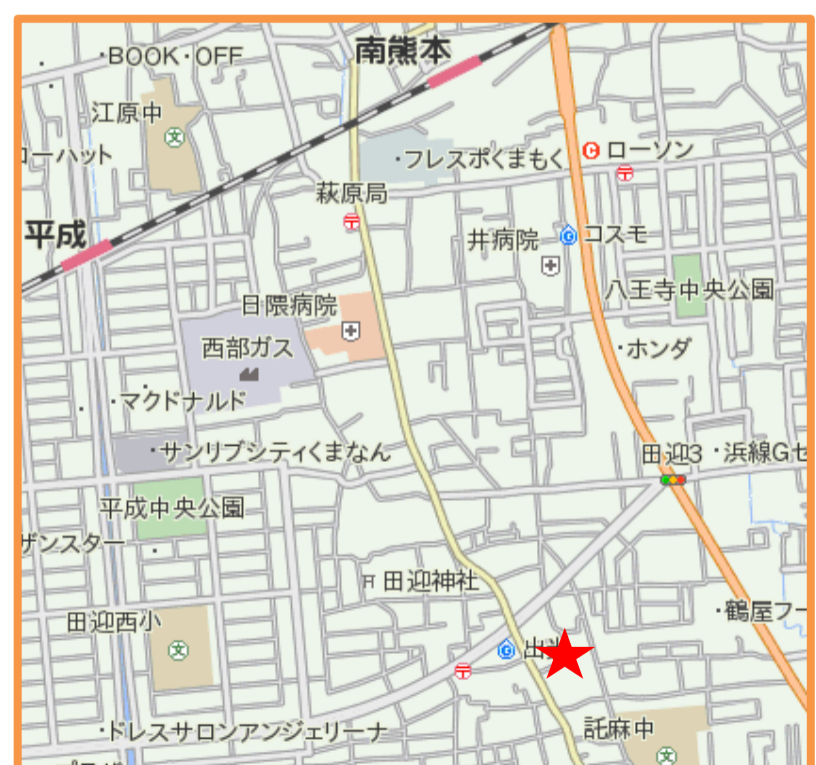 南熊本
BOOK・OFF
江原中
ローハット
フレスポくまもく
ローソン
萩原局
平成
井病院
コスモ
日隈病院
八王寺中央公園
西部ガス
ホンダ
マクドナルド
サンリブシティくまなん
田迎3
浜線Gセ
平成中央公園
ザンスター
田迎神社
田迎西小
鶴屋フー
出
託麻中
ドレスサロンアンジェリーナ